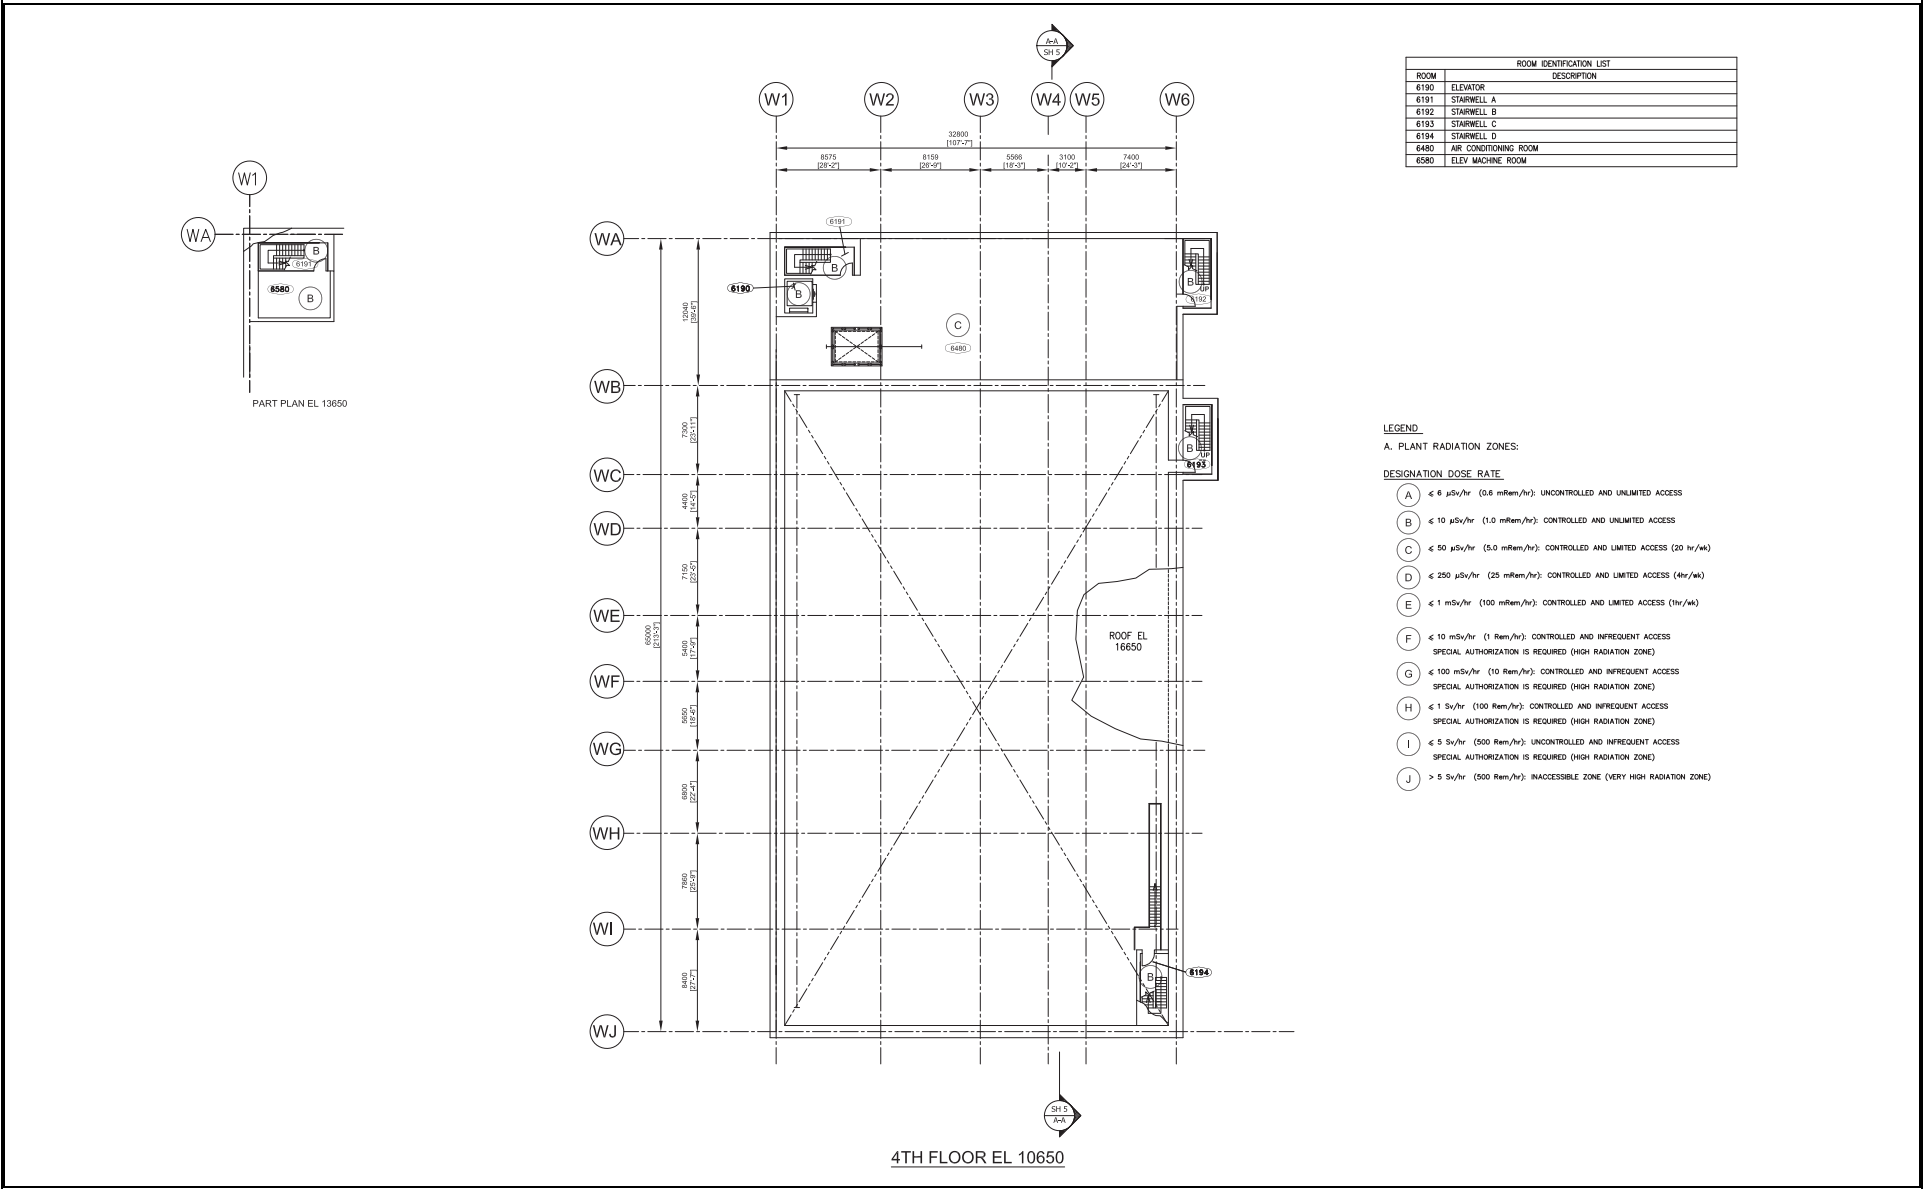 A-A
SH 5
W1
W2
W3
W4
W5
W6
32800
[107'-7"]
8575
[28'-2"]
8159
[26'-9"]
5566
[18'-3"]
3100
[10'-2"]
7400
[24'-3"]
ROOM IDENTIFICATION LIST
ROOM DESCRIPTION
6190 ELEVATOR
6191 STAIRWELL A
6192 STAIRWELL B
6193 STAIRWELL C
6194 STAIRWELL D
6480 AIR CONDITIONING ROOM
6580 ELEV MACHINE ROOM
W1
WA
B
6191
6580
B
PART PLAN EL 13650
WA
WB
WC
WD
WE
WF
WG
WH
WI
WJ
12040
[39'-6"]
7300
[23'-11"]
4400
[14'-5"]
7150
[23'-5"]
65000
[213'-3"]
5400
[17'-9"]
5650
[18'-6"]
6800
[22'-4"]
7860
[25'-9"]
8400
[27'-7"]
6191
B
6190
B
C
6480
B
UP
6192
B
UP
6193
ROOF EL
16650
B
6194
LEGEND
A. PLANT RADIATION ZONES:
DESIGNATION DOSE RATE
A ⩽ 6 µSv/hr (0.6 mRem/hr): UNCONTROLLED AND UNLIMITED ACCESS
B ⩽ 10 µSv/hr (1.0 mRem/hr): CONTROLLED AND UNLIMITED ACCESS
C ⩽ 50 µSv/hr (5.0 mRem/hr): CONTROLLED AND LIMITED ACCESS (20 hr/wk)
D ⩽ 250 µSv/hr (25 mRem/hr): CONTROLLED AND LIMITED ACCESS (4hr/wk)
E ⩽ 1 mSv/hr (100 mRem/hr): CONTROLLED AND LIMITED ACCESS (1hr/wk)
F ⩽ 10 mSv/hr (1 Rem/hr): CONTROLLED AND INFREQUENT ACCESS
SPECIAL AUTHORIZATION IS REQUIRED (HIGH RADIATION ZONE)
G ⩽ 100 mSv/hr (10 Rem/hr): CONTROLLED AND INFREQUENT ACCESS
SPECIAL AUTHORIZATION IS REQUIRED (HIGH RADIATION ZONE)
H ⩽ 1 Sv/hr (100 Rem/hr): CONTROLLED AND INFREQUENT ACCESS
SPECIAL AUTHORIZATION IS REQUIRED (HIGH RADIATION ZONE)
I ⩽ 5 Sv/hr (500 Rem/hr): UNCONTROLLED AND INFREQUENT ACCESS
SPECIAL AUTHORIZATION IS REQUIRED (HIGH RADIATION ZONE)
J > 5 Sv/hr (500 Rem/hr): INACCESSIBLE ZONE (VERY HIGH RADIATION ZONE)
SH 5
A-A
4TH FLOOR EL 10650